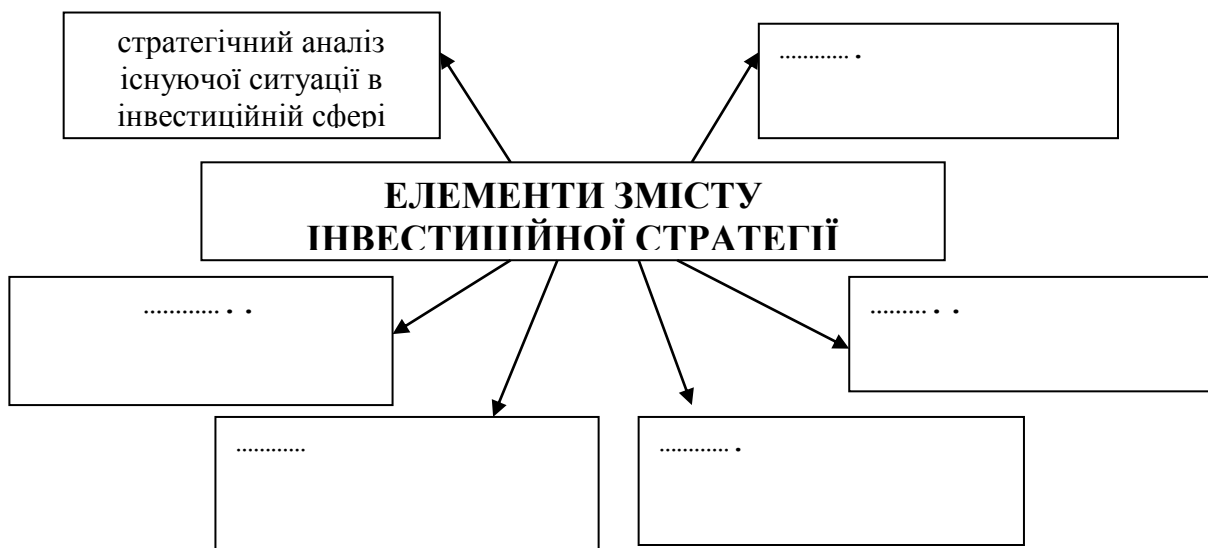 стратегічний аналіз
існуючої ситуації в
інвестиційній сфері
............ .
ЕЛЕМЕНТИ ЗМІСТУ
ІНВЕСТИЦІЙНОЇ СТРАТЕГІЇ
............ . .
......... . .
...........
........... .